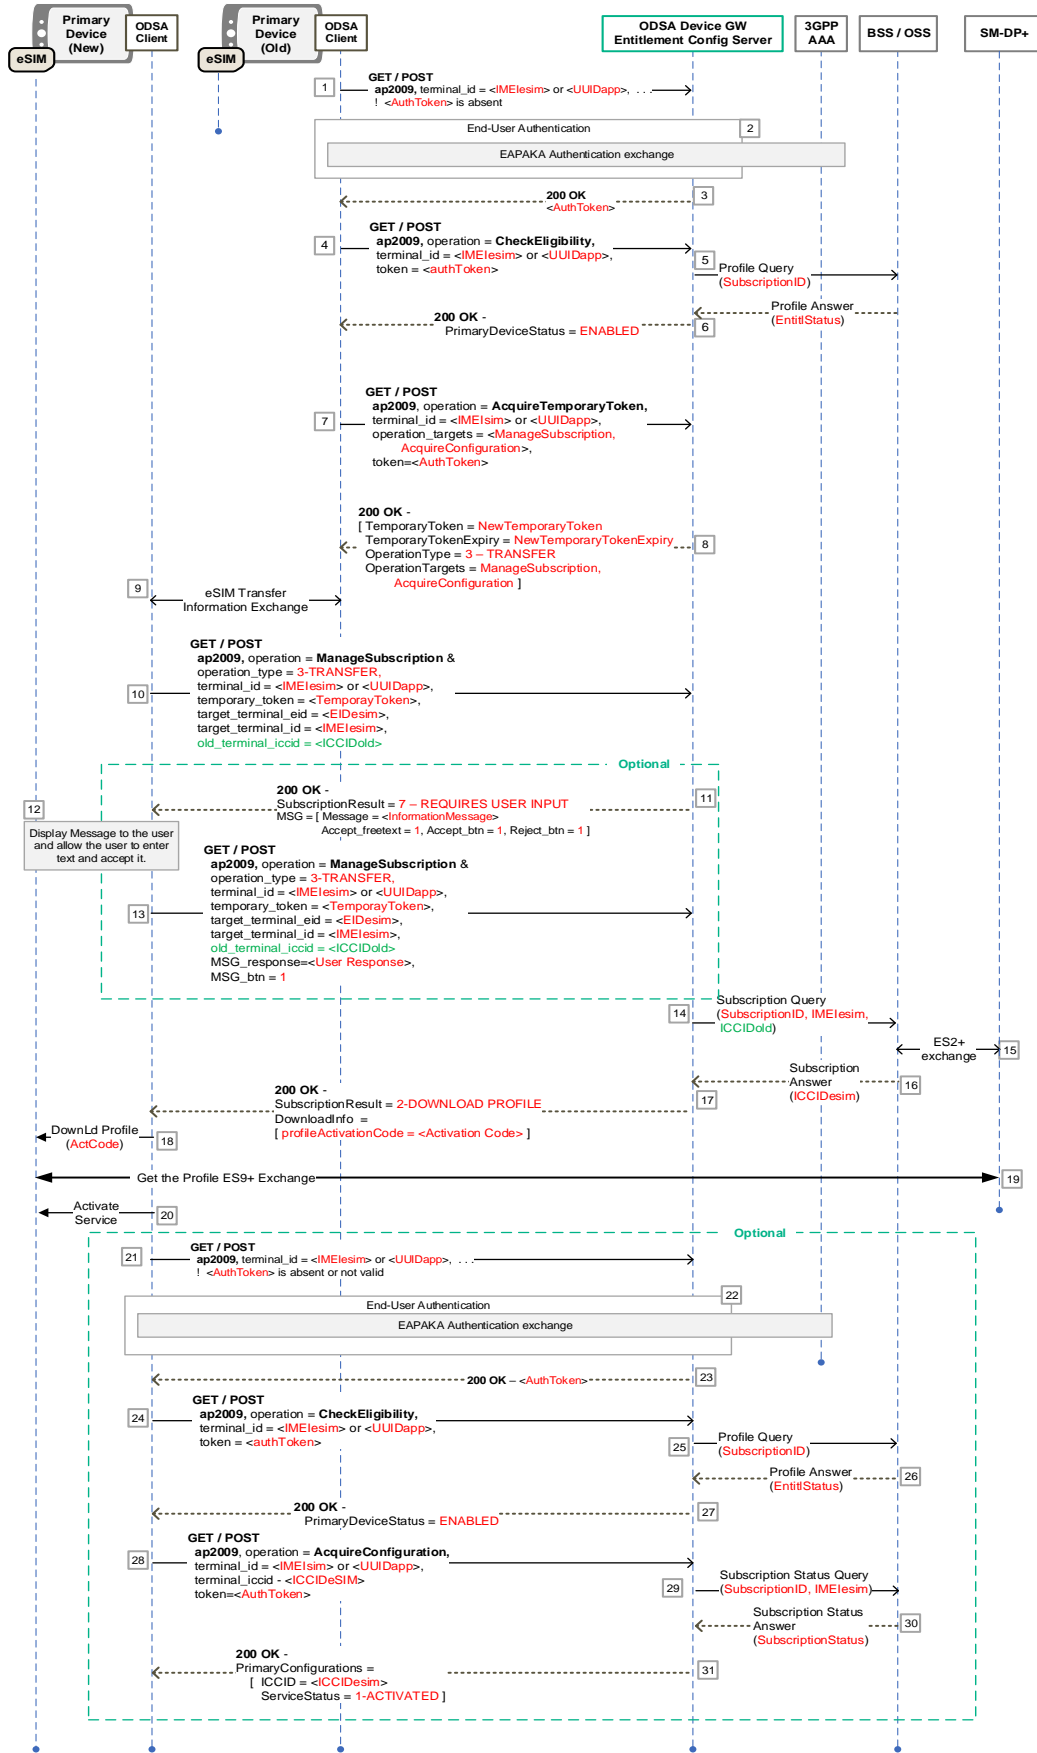 Primary
Device
(New)
eSIM
ODSA
Client
Primary
Device
(Old)
eSIM
ODSA
Client
ODSA Device GW
Entitlement Config Server
3GPP
AAA
BSS / OSS
SM-DP+
1
GET / POST
ap2009, terminal_id = <IMEIesim> or <UUIDapp>, . . .
! <AuthToken> is absent
End-User Authentication
2
EAPAKA Authentication exchange
200 OK
<AuthToken>
3
4
GET / POST
ap2009, operation = CheckEligibility,
terminal_id = <IMEIesim> or <UUIDapp>,
token = <authToken>
5
Profile Query
(SubscriptionID)
Profile Answer
(EntitlStatus)
200 OK -
PrimaryDeviceStatus = ENABLED
6
7
GET / POST
ap2009, operation = AcquireTemporaryToken,
terminal_id = <IMEIsim> or <UUIDapp>,
operation_targets = <ManageSubscription,
AcquireConfiguration>,
token=<AuthToken>
200 OK -
[ TemporaryToken = NewTemporaryToken
TemporaryTokenExpiry = NewTemporaryTokenExpiry
OperationType = 3 – TRANSFER
OperationTargets = ManageSubscription,
AcquireConfiguration ]
8
9
eSIM Transfer
Information Exchange
10
GET / POST
ap2009, operation = ManageSubscription &
operation_type = 3-TRANSFER,
terminal_id = <IMEIesim> or <UUIDapp>,
temporary_token = <TemporayToken>,
target_terminal_eid = <EIDesim>,
target_terminal_id = <IMEIesim>,
old_terminal_iccid = <ICCIDold>
Optional
11
200 OK -
SubscriptionResult = 7 – REQUIRES USER INPUT
MSG = [ Message = <InformationMessage>
Accept_freetext = 1, Accept_btn = 1, Reject_btn = 1 ]
12
Display Message to the user
and allow the user to enter
text and accept it.
13
GET / POST
ap2009, operation = ManageSubscription &
operation_type = 3-TRANSFER,
terminal_id = <IMEIesim> or <UUIDapp>,
temporary_token = <TemporayToken>,
target_terminal_eid = <EIDesim>,
target_terminal_id = <IMEIesim>,
old_terminal_iccid = <ICCIDold>
MSG_response=<User Response>,
MSG_btn = 1
14
Subscription Query
(SubscriptionID, IMEIesim,
ICCIDold)
ES2+
exchange
15
Subscription
Answer
(ICCIDesim)
16
17
200 OK -
SubscriptionResult = 2-DOWNLOAD PROFILE
DownloadInfo =
[ profileActivationCode = <Activation Code> ]
DownLd Profile
(ActCode)
18
Get the Profile ES9+ Exchange
19
Activate
Service
20
Optional
21
GET / POST
ap2009, terminal_id = <IMEIesim> or <UUIDapp>, . . .
! <AuthToken> is absent or not valid
End-User Authentication
22
EAPAKA Authentication exchange
200 OK – <AuthToken>
23
24
GET / POST
ap2009, operation = CheckEligibility,
terminal_id = <IMEIesim> or <UUIDapp>,
token = <authToken>
25
Profile Query
(SubscriptionID)
Profile Answer
(EntitlStatus)
26
200 OK -
PrimaryDeviceStatus = ENABLED
27
28
GET / POST
ap2009, operation = AcquireConfiguration,
terminal_id = <IMEIsim> or <UUIDapp>,
terminal_iccid - <ICCIDeSIM>
token=<AuthToken>
29
Subscription Status Query
(SubscriptionID, IMEIesim)
Subscription Status
Answer
(SubscriptionStatus)
30
200 OK -
PrimaryConfigurations =
[ ICCID = <ICCIDesim>
ServiceStatus = 1-ACTIVATED ]
31